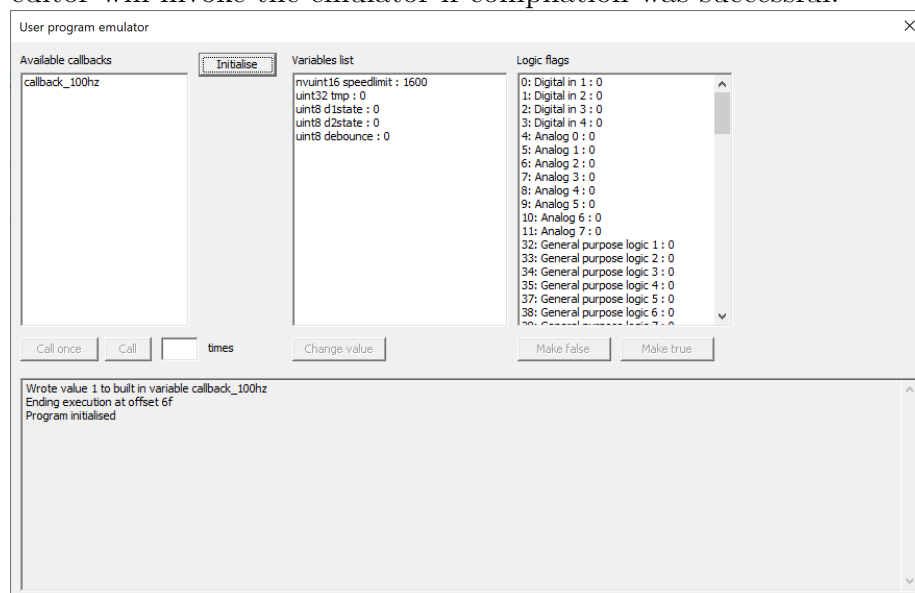 editor will invoke the emulator if compilation was successful.
User program emulator
Available callbacks
Initialise
Variables list
Logic flags
callback_100hz
nvuint16 speedlimit : 1600
uint32 tmp : 0
uint8 d1state : 0
uint8 d2state : 0
uint8 debounce : 0
0: Digital in 1 : 0
1: Digital in 2 : 0
2: Digital in 3 : 0
3: Digital in 4 : 0
4: Analog 0 : 0
5: Analog 1 : 0
6: Analog 2 : 0
7: Analog 3 : 0
8: Analog 4 : 0
9: Analog 5 : 0
10: Analog 6 : 0
11: Analog 7 : 0
32: General purpose logic 1 : 0
33: General purpose logic 2 : 0
34: General purpose logic 3 : 0
35: General purpose logic 4 : 0
37: General purpose logic 5 : 0
38: General purpose logic 6 : 0
39: General purpose logic 7 : 0
Call once
Call
times
Change value
Make false
Make true
Wrote value 1 to built in variable callback_100hz
Ending execution at offset 6f
Program initialised